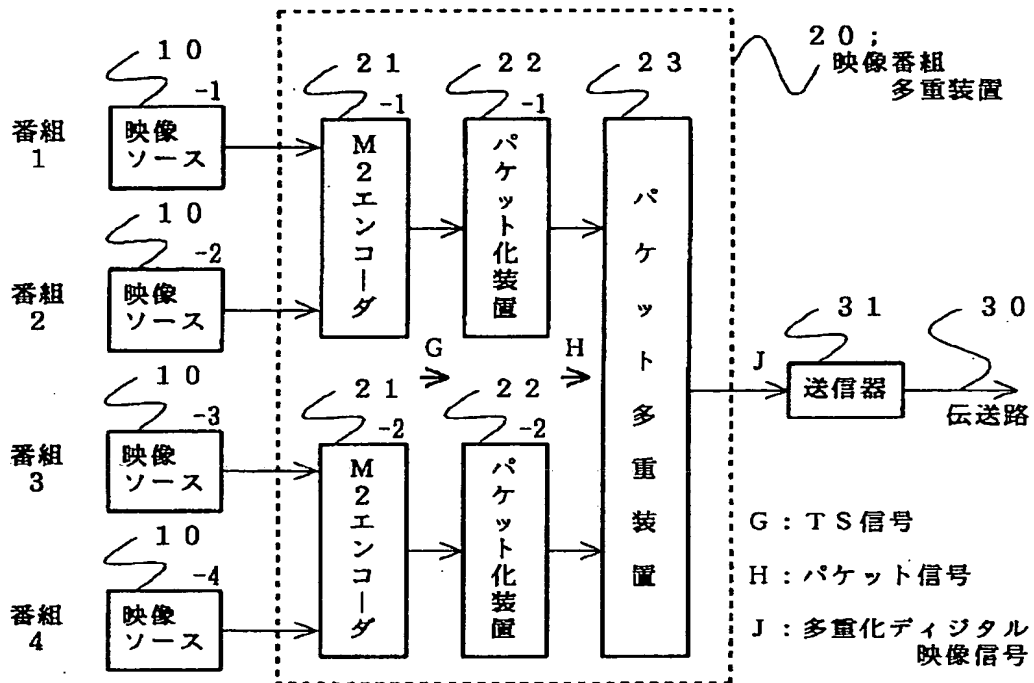 10
-1
番組
1
映像
ソース
10
-2
番組
2
映像
ソース
10
-3
番組
3
映像
ソース
10
-4
番組
4
映像
ソース
21
-1
M2エンコーダ
22
-1
パケット化装置
21
-2
M2エンコーダ
22
-2
パケット化装置
G
H
23
パケット多重装置
20;
映像番組
多重装置
J
31
送信器
30
伝送路
G:TS信号
H:パケット信号
J:多重化ディジタル
映像信号